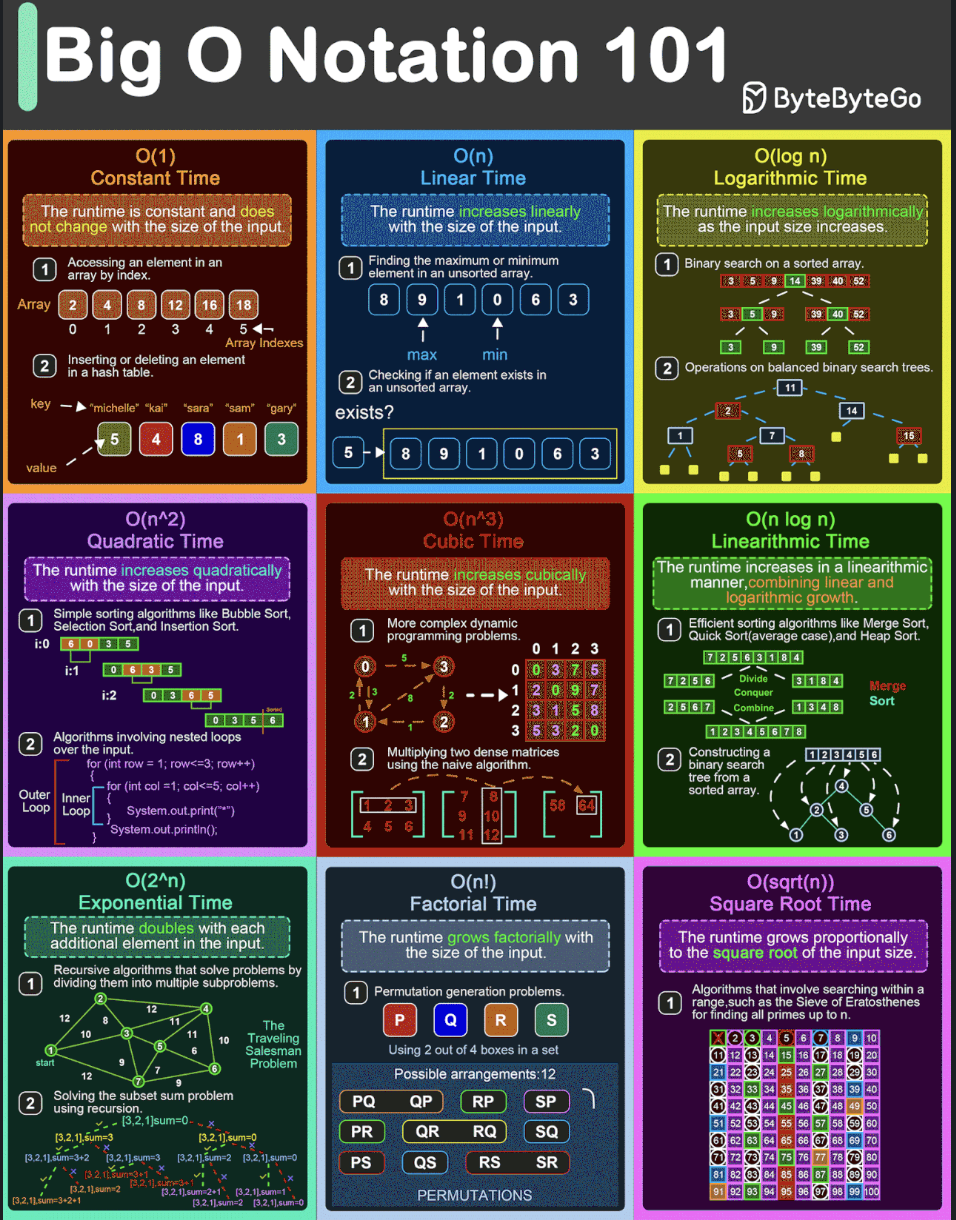 Big O Notation 101
ByteByteGo
O(1)
Constant Time
The runtime is constant and does
not change with the size of the input.
1
Accessing an element in an
array by index.
Array 2 4 8 12 16 18
0 1 2 3 4 5
Array Indexes
2
Inserting or deleting an element
in a hash table.
key "michelle" "kai" "sara" "sam" "gary"
5 4 8 1 3
value
O(n)
Linear Time
The runtime increases linearly
with the size of the input.
1
Finding the maximum or minimum
element in an unsorted array.
8 9 1 0 6 3
max min
2
Checking if an element exists in
an unsorted array.
exists?
5 8 9 1 0 6 3
O(log n)
Logarithmic Time
The runtime increases logarithmically
as the input size increases.
1
Binary search on a sorted array.
3 5 9 14 39 40 52
3 5 9 39 40 52
3 9 39 52
2
Operations on balanced binary search trees.
11
2 14
1 7 15
5 8
O(n^2)
Quadratic Time
The runtime increases quadratically
with the size of the input.
1
Simple sorting algorithms like Bubble Sort,
Selection Sort,and Insertion Sort.
i:0 6 0 3 5
i:1 0 6 3 5
i:2 0 3 6 5
0 3 5 6
2
Algorithms involving nested loops
over the input.
for (int row = 1; row<=3; row++)
{
for (int col =1; col<=5; col++)
{
System.out.print("*")
}
System.out.println();
}
Outer
Loop
Inner
Loop
O(n^3)
Cubic Time
The runtime increases cubically
with the size of the input.
1
More complex dynamic
programming problems.
0 5 3
2 3 8 2
1 1 2
0 1 2 3
0 0 3 7 5
1 2 0 9 7
2 3 1 5 8
3 5 3 2 0
2
Multiplying two dense matrices
using the naive algorithm.
1 2 3
4 5 6
7 8
9 10
11 12
58 64
O(n log n)
Linearithmic Time
The runtime increases in a linearithmic
manner,combining linear and
logarithmic growth.
1
Efficient sorting algorithms like Merge Sort,
Quick Sort(average case),and Heap Sort.
7 2 5 6 3 1 8 4
Divide
7 2 5 6 3 1 8 4
Conquer
2 5 6 7 Combine 1 3 4 8
1 2 3 4 5 6 7 8
Merge
Sort
2
Constructing a
binary search
tree from a
sorted array.
1 2 3 4 5 6
4
2 5
1 3 6
O(2^n)
Exponential Time
The runtime doubles with each
additional element in the input.
1
Recursive algorithms that solve problems by
dividing them into multiple subproblems.
2 12 4
12 8 11
10 3 11 10
1 5 6
start 9 6
12 7 9
7
The
Traveling
Salesman
Problem
2
Solving the subset sum problem
using recursion.
[3,2,1]sum=0
[3,2,1],sum=3 [3,2,1],sum=0
[3,2,1],sum=3+2 [3,2,1],sum=3 [3,2,1],sum=2 [3,2,1],sum=0
[3,2,1],sum=3+1
[3,2,1],sum=2 [3,2,1],sum=3 [3,2,1],sum=2+1 [3,2,1],sum=1
[3,2,1],sum=3+2+1 [3,2,1],sum=2 [3,2,1],sum=0
O(n!)
Factorial Time
The runtime grows factorially with
the size of the input.
1
Permutation generation problems.
P Q R S
Using 2 out of 4 boxes in a set
Possible arrangements:12
PQ QP RP SP
PR QR RQ SQ
PS QS RS SR
PERMUTATIONS
O(sqrt(n))
Square Root Time
The runtime grows proportionally
to the square root of the input size.
1
Algorithms that involve searching within a
range,such as the Sieve of Eratosthenes
for finding all primes up to n.
2 3 4 5 6 7 8 9 10
11 12 13 14 15 16 17 18 19 20
21 22 23 24 25 26 27 28 29 30
31 32 33 34 35 36 37 38 39 40
41 42 43 44 45 46 47 48 49 50
51 52 53 54 55 56 57 58 59 60
61 62 63 64 65 66 67 68 69 70
71 72 73 74 75 76 77 78 79 80
81 82 83 84 85 86 87 88 89 90
91 92 93 94 95 96 97 98 99 100